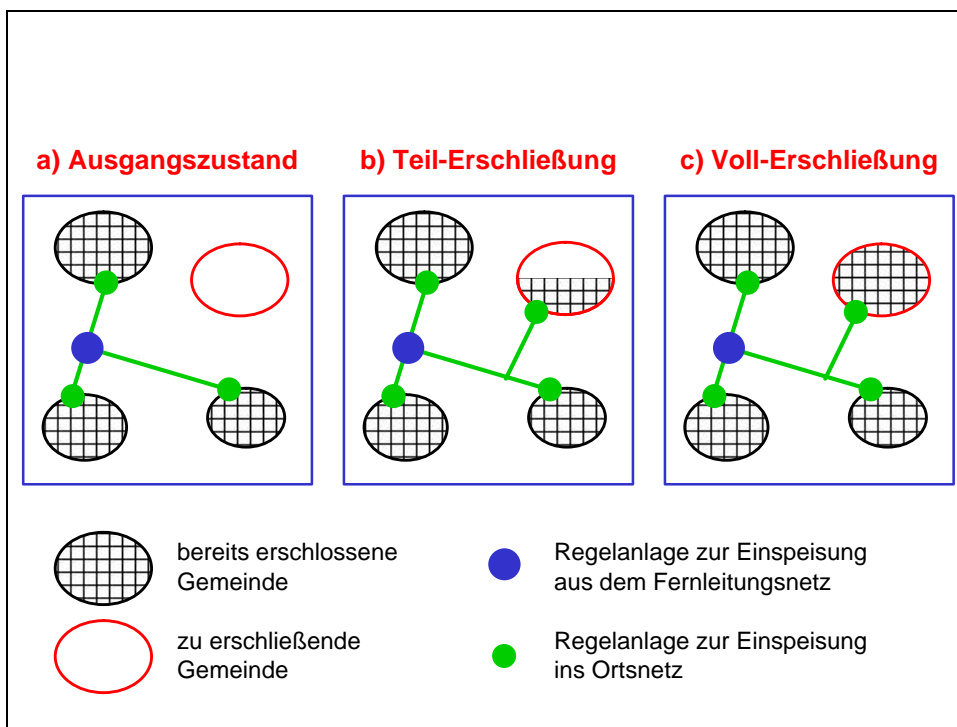 a) Ausgangszustand
b) Teil-Erschließung
c) Voll-Erschließung
bereits erschlossene
Gemeinde
Regelanlage zur Einspeisung
aus dem Fernleitungsnetz
zu erschließende
Gemeinde
Regelanlage zur Einspeisung
ins Ortsnetz